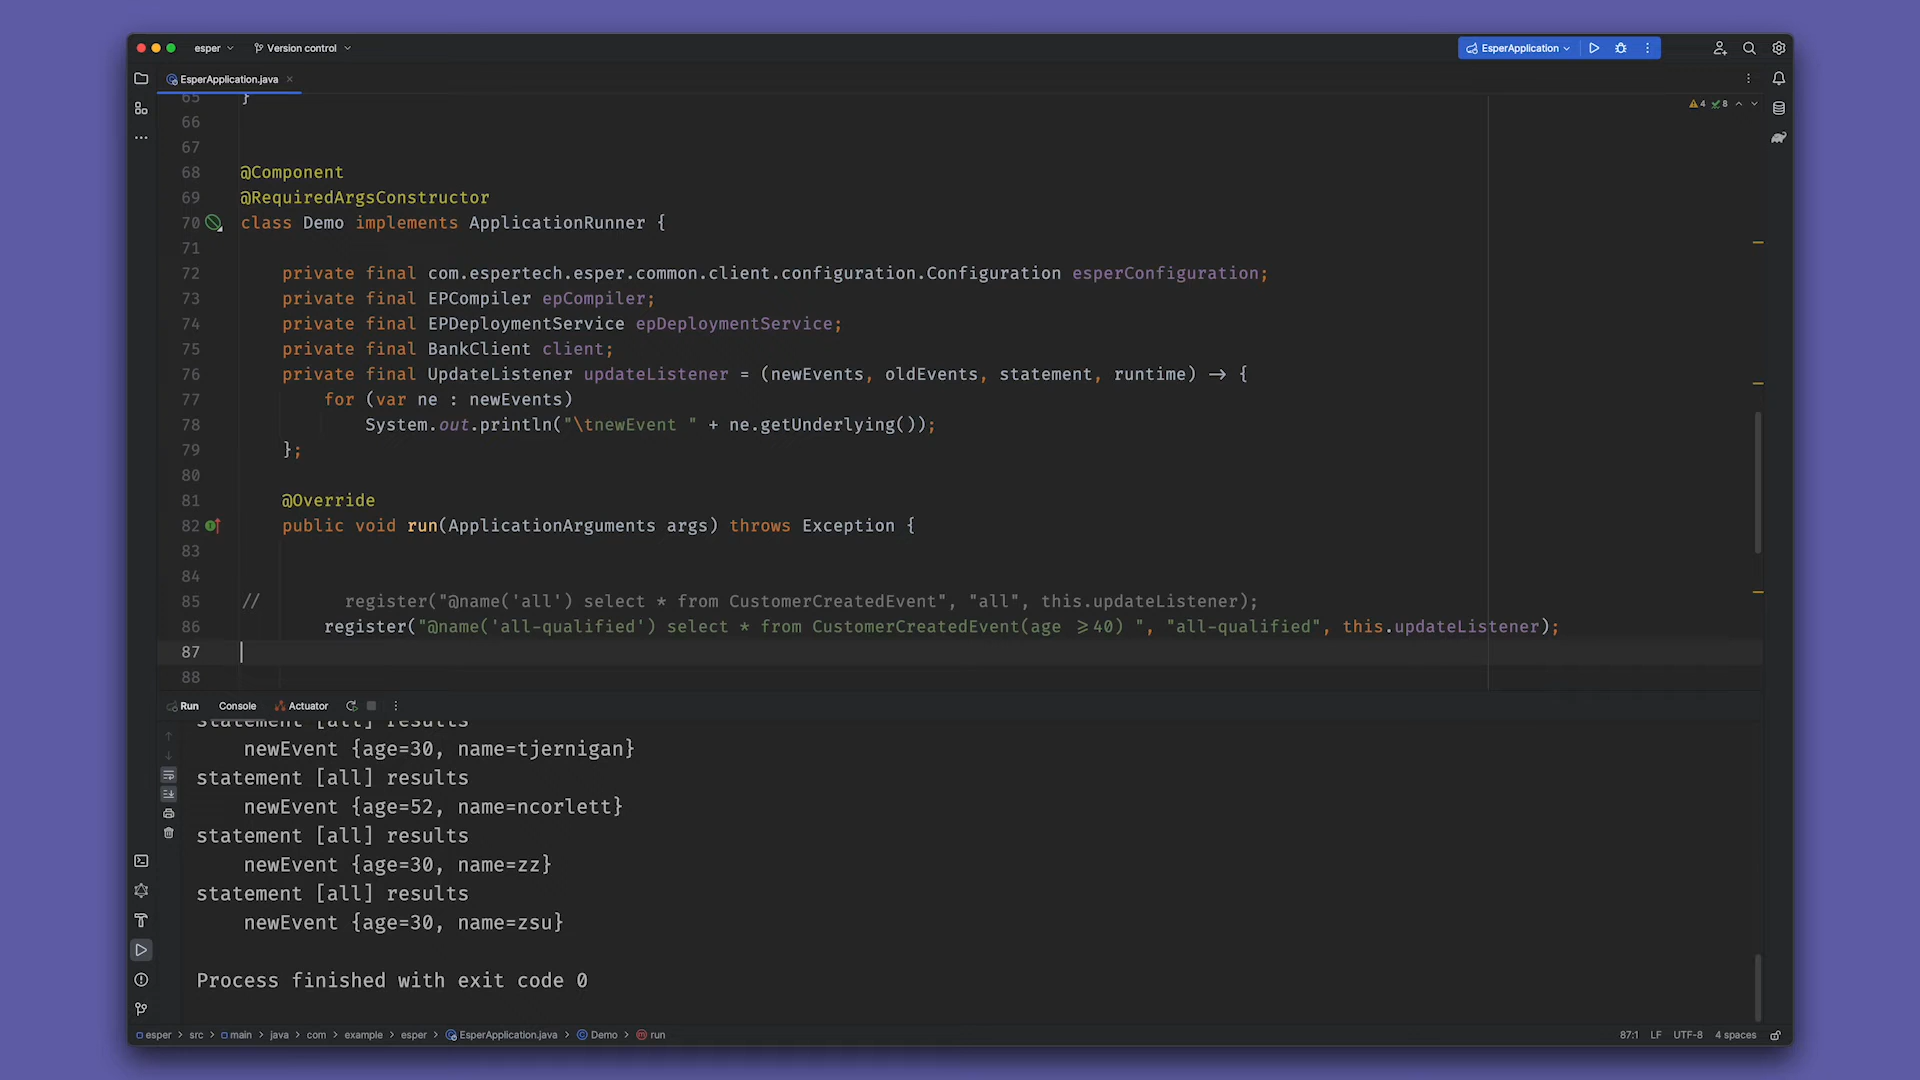 esper
Version control
EsperApplication
EsperApplication.java
4 8
65 }
66
67
68 @Component
69 @RequiredArgsConstructor
70 class Demo implements ApplicationRunner {
71
72 private final com.espertech.esper.common.client.configuration.Configuration esperConfiguration;
73 private final EPCompiler epCompiler;
74 private final EPDeploymentService epDeploymentService;
75 private final BankClient client;
76 private final UpdateListener updateListener = (newEvents, oldEvents, statement, runtime) → {
77 for (var ne : newEvents)
78 System.out.println("\tnewEvent " + ne.getUnderlying());
79 };
80
81 @Override
82 public void run(ApplicationArguments args) throws Exception {
83
84
85 // register("@name('all') select * from CustomerCreatedEvent", "all", this.updateListener);
86 register("@name('all-qualified') select * from CustomerCreatedEvent(age ⩾40) ", "all-qualified", this.updateListener);
87
88
Run Console Actuator
statement [all] results
newEvent {age=30, name=tjernigan}
statement [all] results
newEvent {age=52, name=ncorlett}
statement [all] results
newEvent {age=30, name=zz}
statement [all] results
newEvent {age=30, name=zsu}
Process finished with exit code 0
esper > src > main > java > com > example > esper > EsperApplication.java > Demo > run
87:1 LF UTF-8 4 spaces